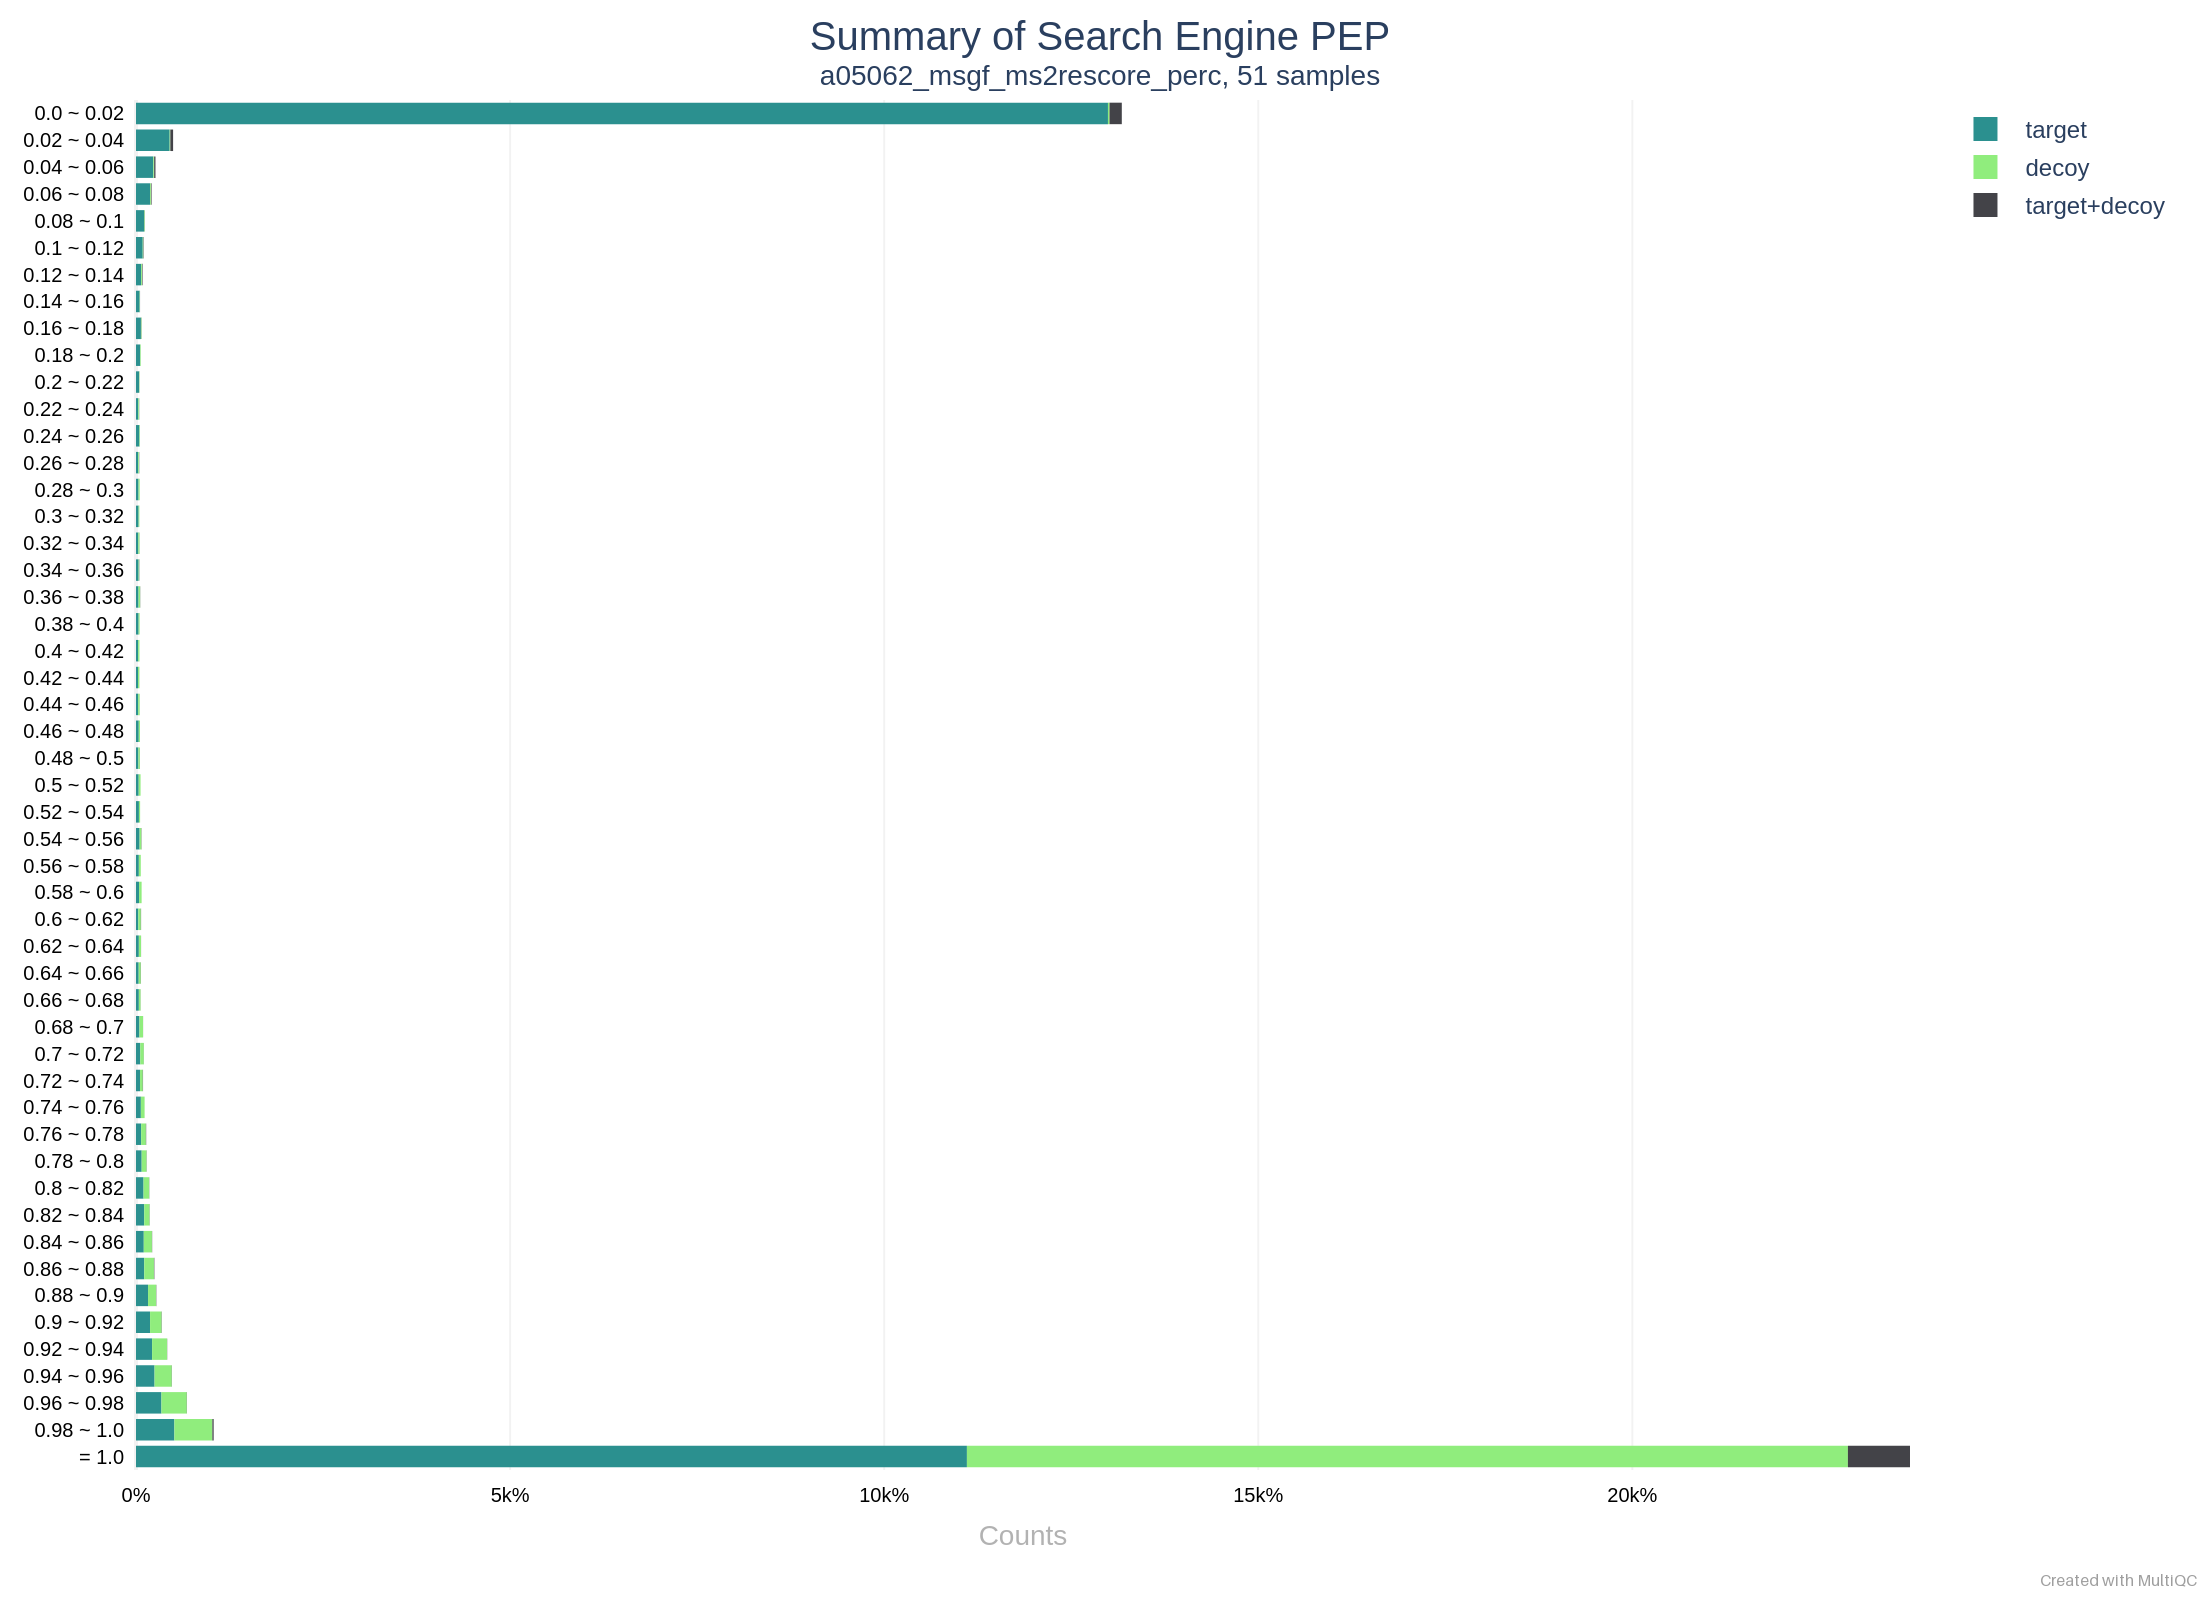 Summary of Search Engine PEP
a05062_msgf_ms2rescore_perc, 51 samples
0.0 ~ 0.02
0.02 ~ 0.04
0.04 ~ 0.06
0.06 ~ 0.08
0.08 ~ 0.1
0.1 ~ 0.12
0.12 ~ 0.14
0.14 ~ 0.16
0.16 ~ 0.18
0.18 ~ 0.2
0.2 ~ 0.22
0.22 ~ 0.24
0.24 ~ 0.26
0.26 ~ 0.28
0.28 ~ 0.3
0.3 ~ 0.32
0.32 ~ 0.34
0.34 ~ 0.36
0.36 ~ 0.38
0.38 ~ 0.4
0.4 ~ 0.42
0.42 ~ 0.44
0.44 ~ 0.46
0.46 ~ 0.48
0.48 ~ 0.5
0.5 ~ 0.52
0.52 ~ 0.54
0.54 ~ 0.56
0.56 ~ 0.58
0.58 ~ 0.6
0.6 ~ 0.62
0.62 ~ 0.64
0.64 ~ 0.66
0.66 ~ 0.68
0.68 ~ 0.7
0.7 ~ 0.72
0.72 ~ 0.74
0.74 ~ 0.76
0.76 ~ 0.78
0.78 ~ 0.8
0.8 ~ 0.82
0.82 ~ 0.84
0.84 ~ 0.86
0.86 ~ 0.88
0.88 ~ 0.9
0.9 ~ 0.92
0.92 ~ 0.94
0.94 ~ 0.96
0.96 ~ 0.98
0.98 ~ 1.0
= 1.0
0% 5k% 10k% 15k% 20k%
Counts
target
decoy
target+decoy
Created with MultiQC